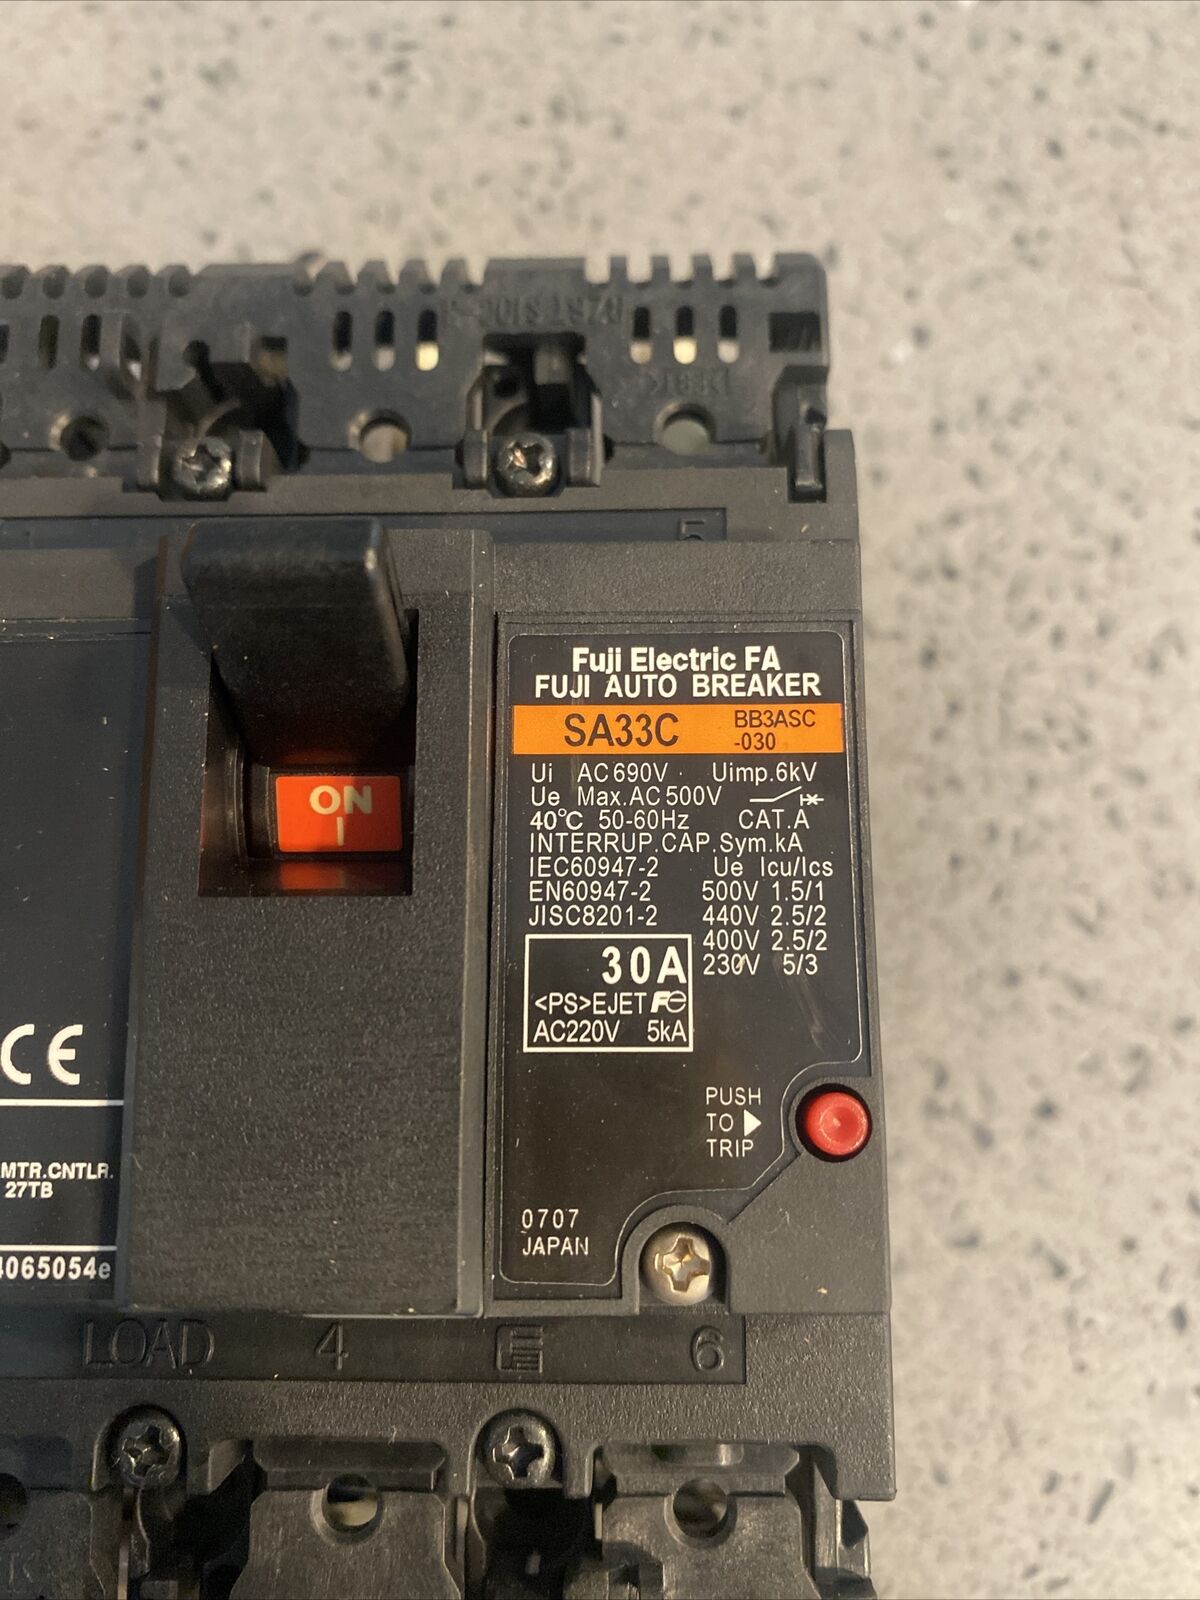 5
Fuji Electric FA
FUJI AUTO BREAKER
SA33C BB3ASC
-030
Ui AC690V Uimp.6kV
Ue Max.AC500V
40°C 50-60Hz CAT.A
INTERRUP.CAP.Sym.kA
IEC60947-2 Ue Icu/Ics
EN60947-2 500V 1.5/1
JISC8201-2 440V 2.5/2
400V 2.5/2
230V 5/3
30A
<PS>EJET Fe
AC220V 5kA
ON
I
PUSH
TO
TRIP
0707
JAPAN
CE
MTR.CNTLR.
27TB
4065054e
LOAD 4 6